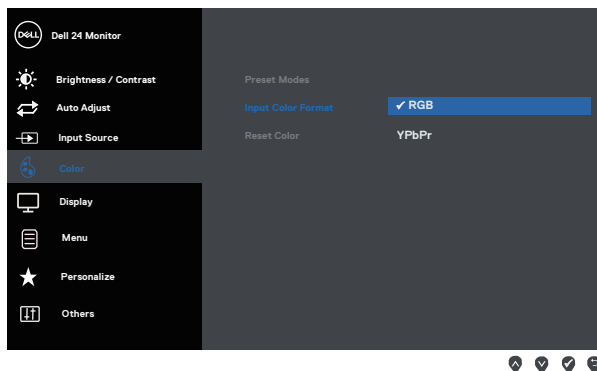 DELL Dell 24 Monitor
Brightness / Contrast
Auto Adjust
Input Source
Color
Display
Menu
Personalize
Others
Preset Modes
Input Color Format
Reset Color
✓ RGB
YPbPr